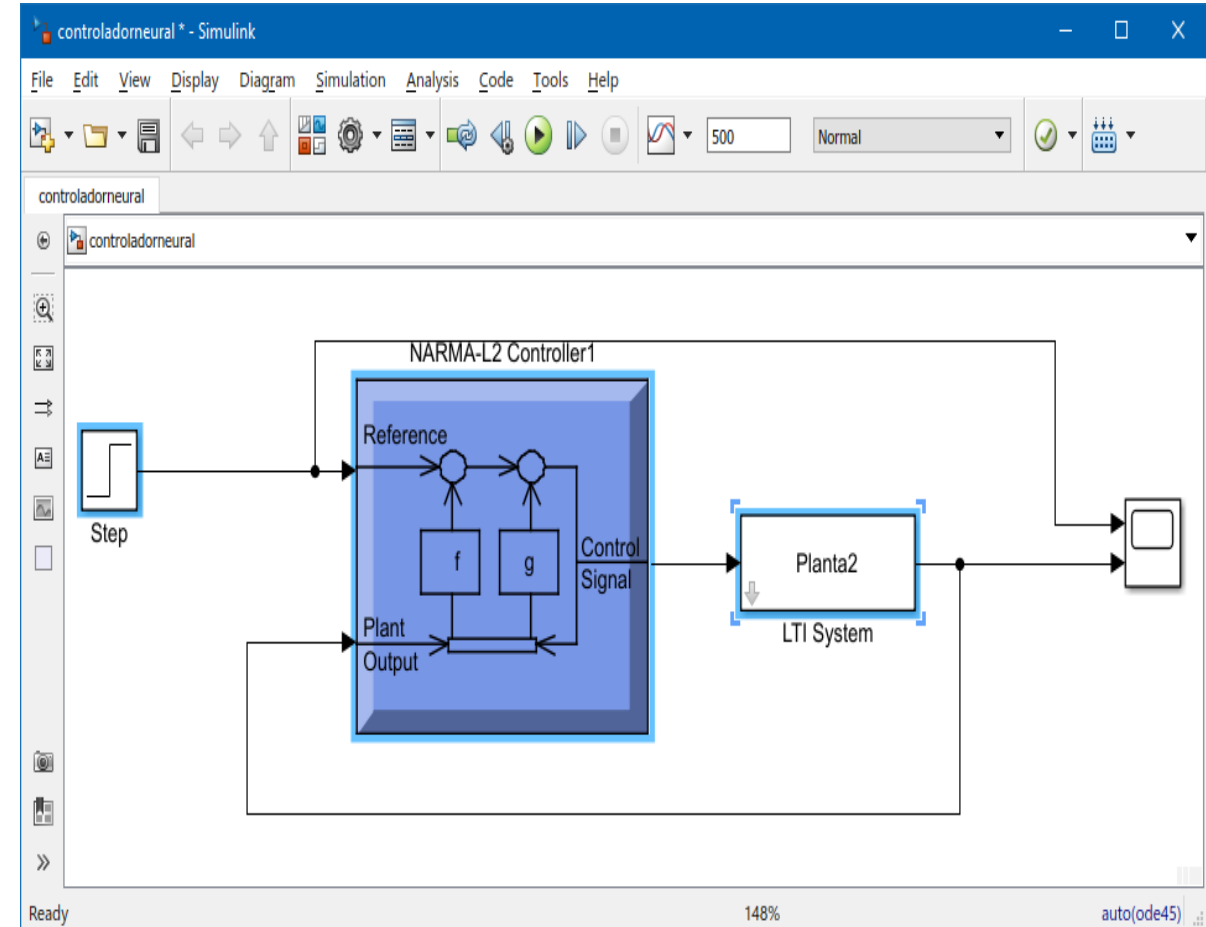 controladorneural * - Simulink
File Edit View Display Diagram Simulation Analysis Code Tools Help
500 Normal
controladorneural
controladorneural
NARMA-L2 Controller1
Reference
Step
f
g
Control
Signal
Plant
Output
Planta2
LTI System
Ready 148% auto(ode45)